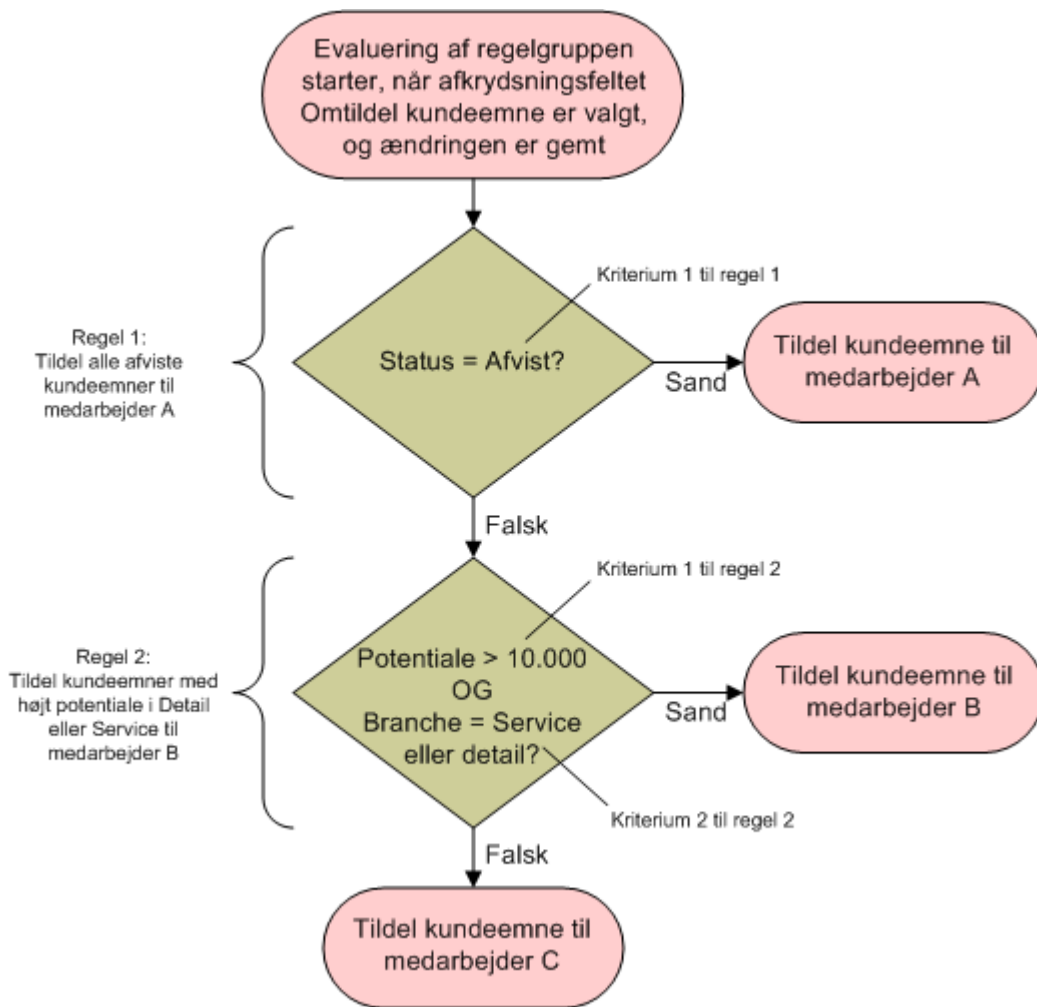 Evaluering af regelgruppen
starter, når afkrydsningsfeltet
Omtildel kundeemne er valgt,
og ændringen er gemt
Kriterium 1 til regel 1
Regel 1:
Tildel alle afviste
kundeemner til
medarbejder A
Status = Afvist?
Sand
Tildel kundeemne til
medarbejder A
Falsk
Kriterium 1 til regel 2
Regel 2:
Tildel kundeemner med
højt potentiale i Detail
eller Service til
medarbejder B
Potentiale > 10.000
OG
Branche = Service
eller detail?
Sand
Tildel kundeemne til
medarbejder B
Kriterium 2 til regel 2
Falsk
Tildel kundeemne til
medarbejder C